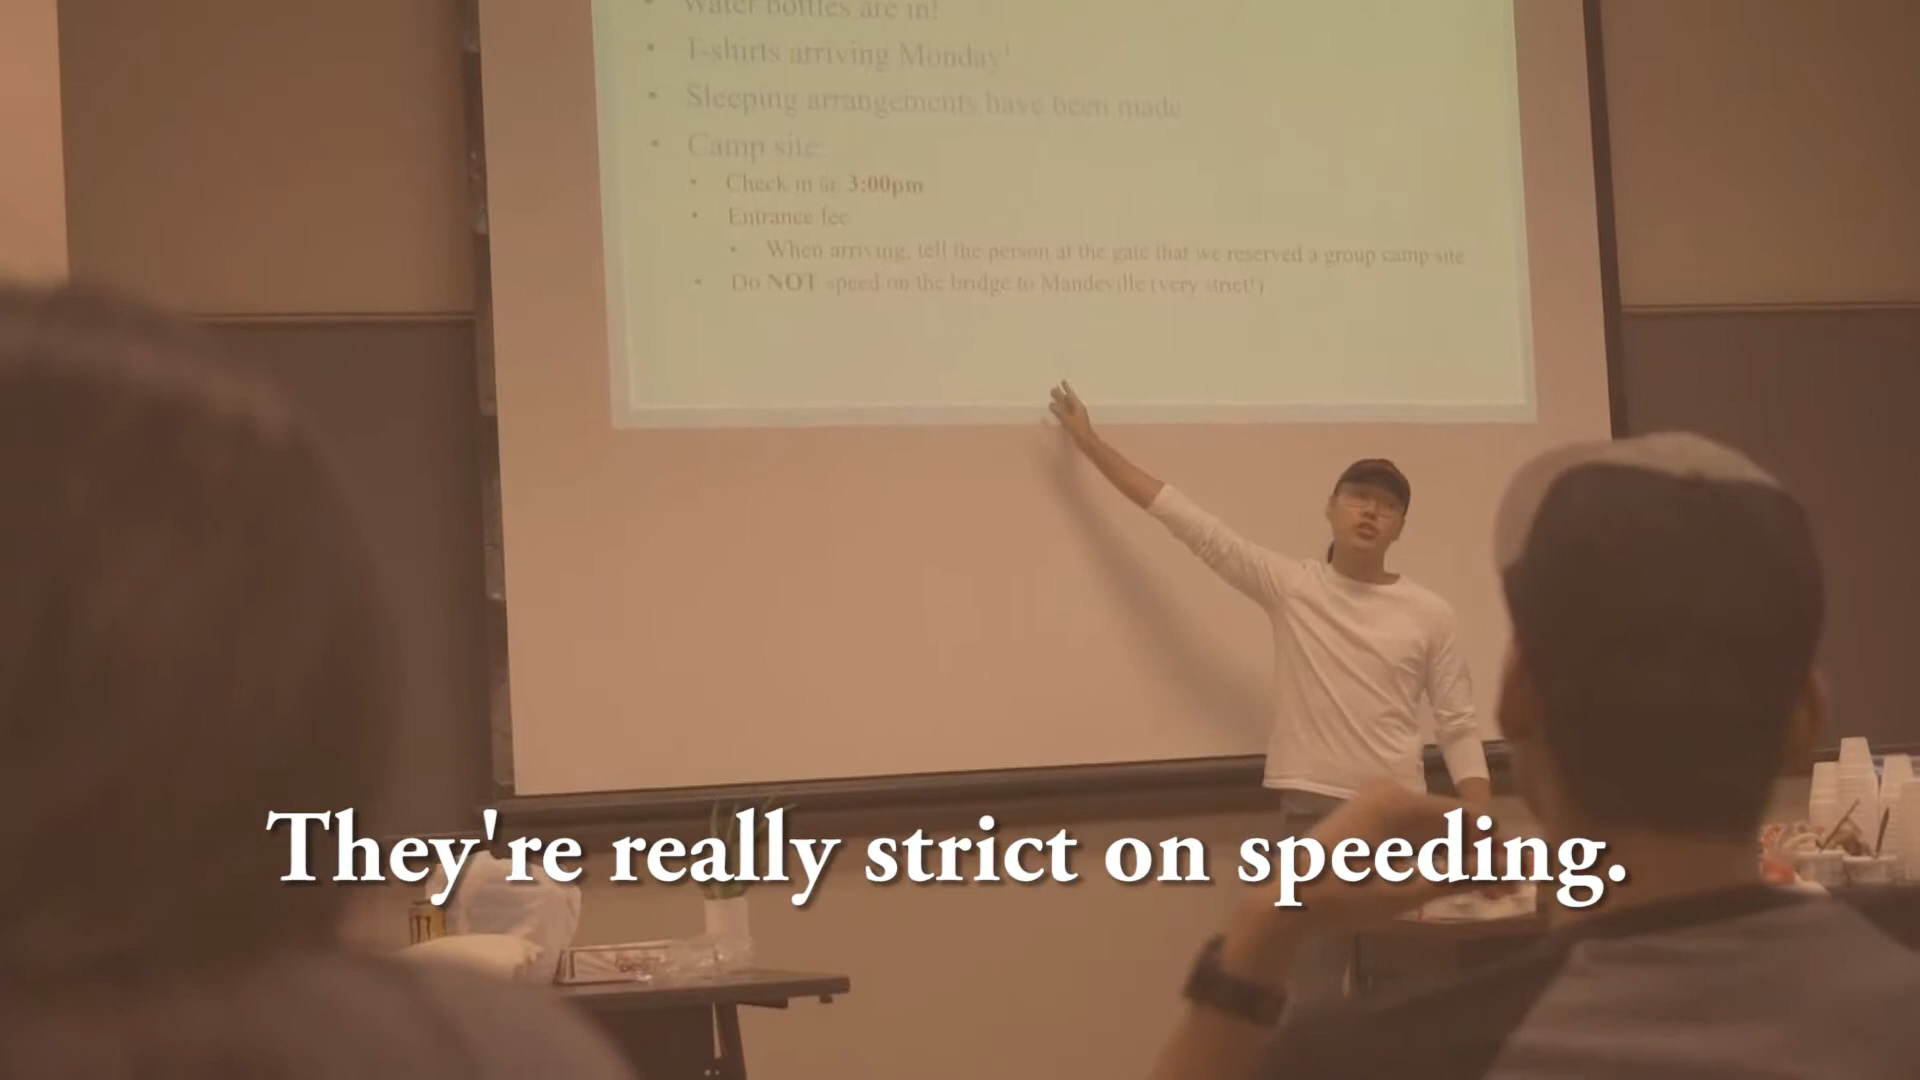 • Water bottles are in!
• T-shirts arriving Monday!
• Sleeping arrangements have been made
• Camp site:
• Check in at 3:00pm
• Entrance fee
• When arriving, tell the person at the gate that we reserved a group camp site
• Do NOT speed on the bridge to Mandeville (very strict!)
They're really strict on speeding.